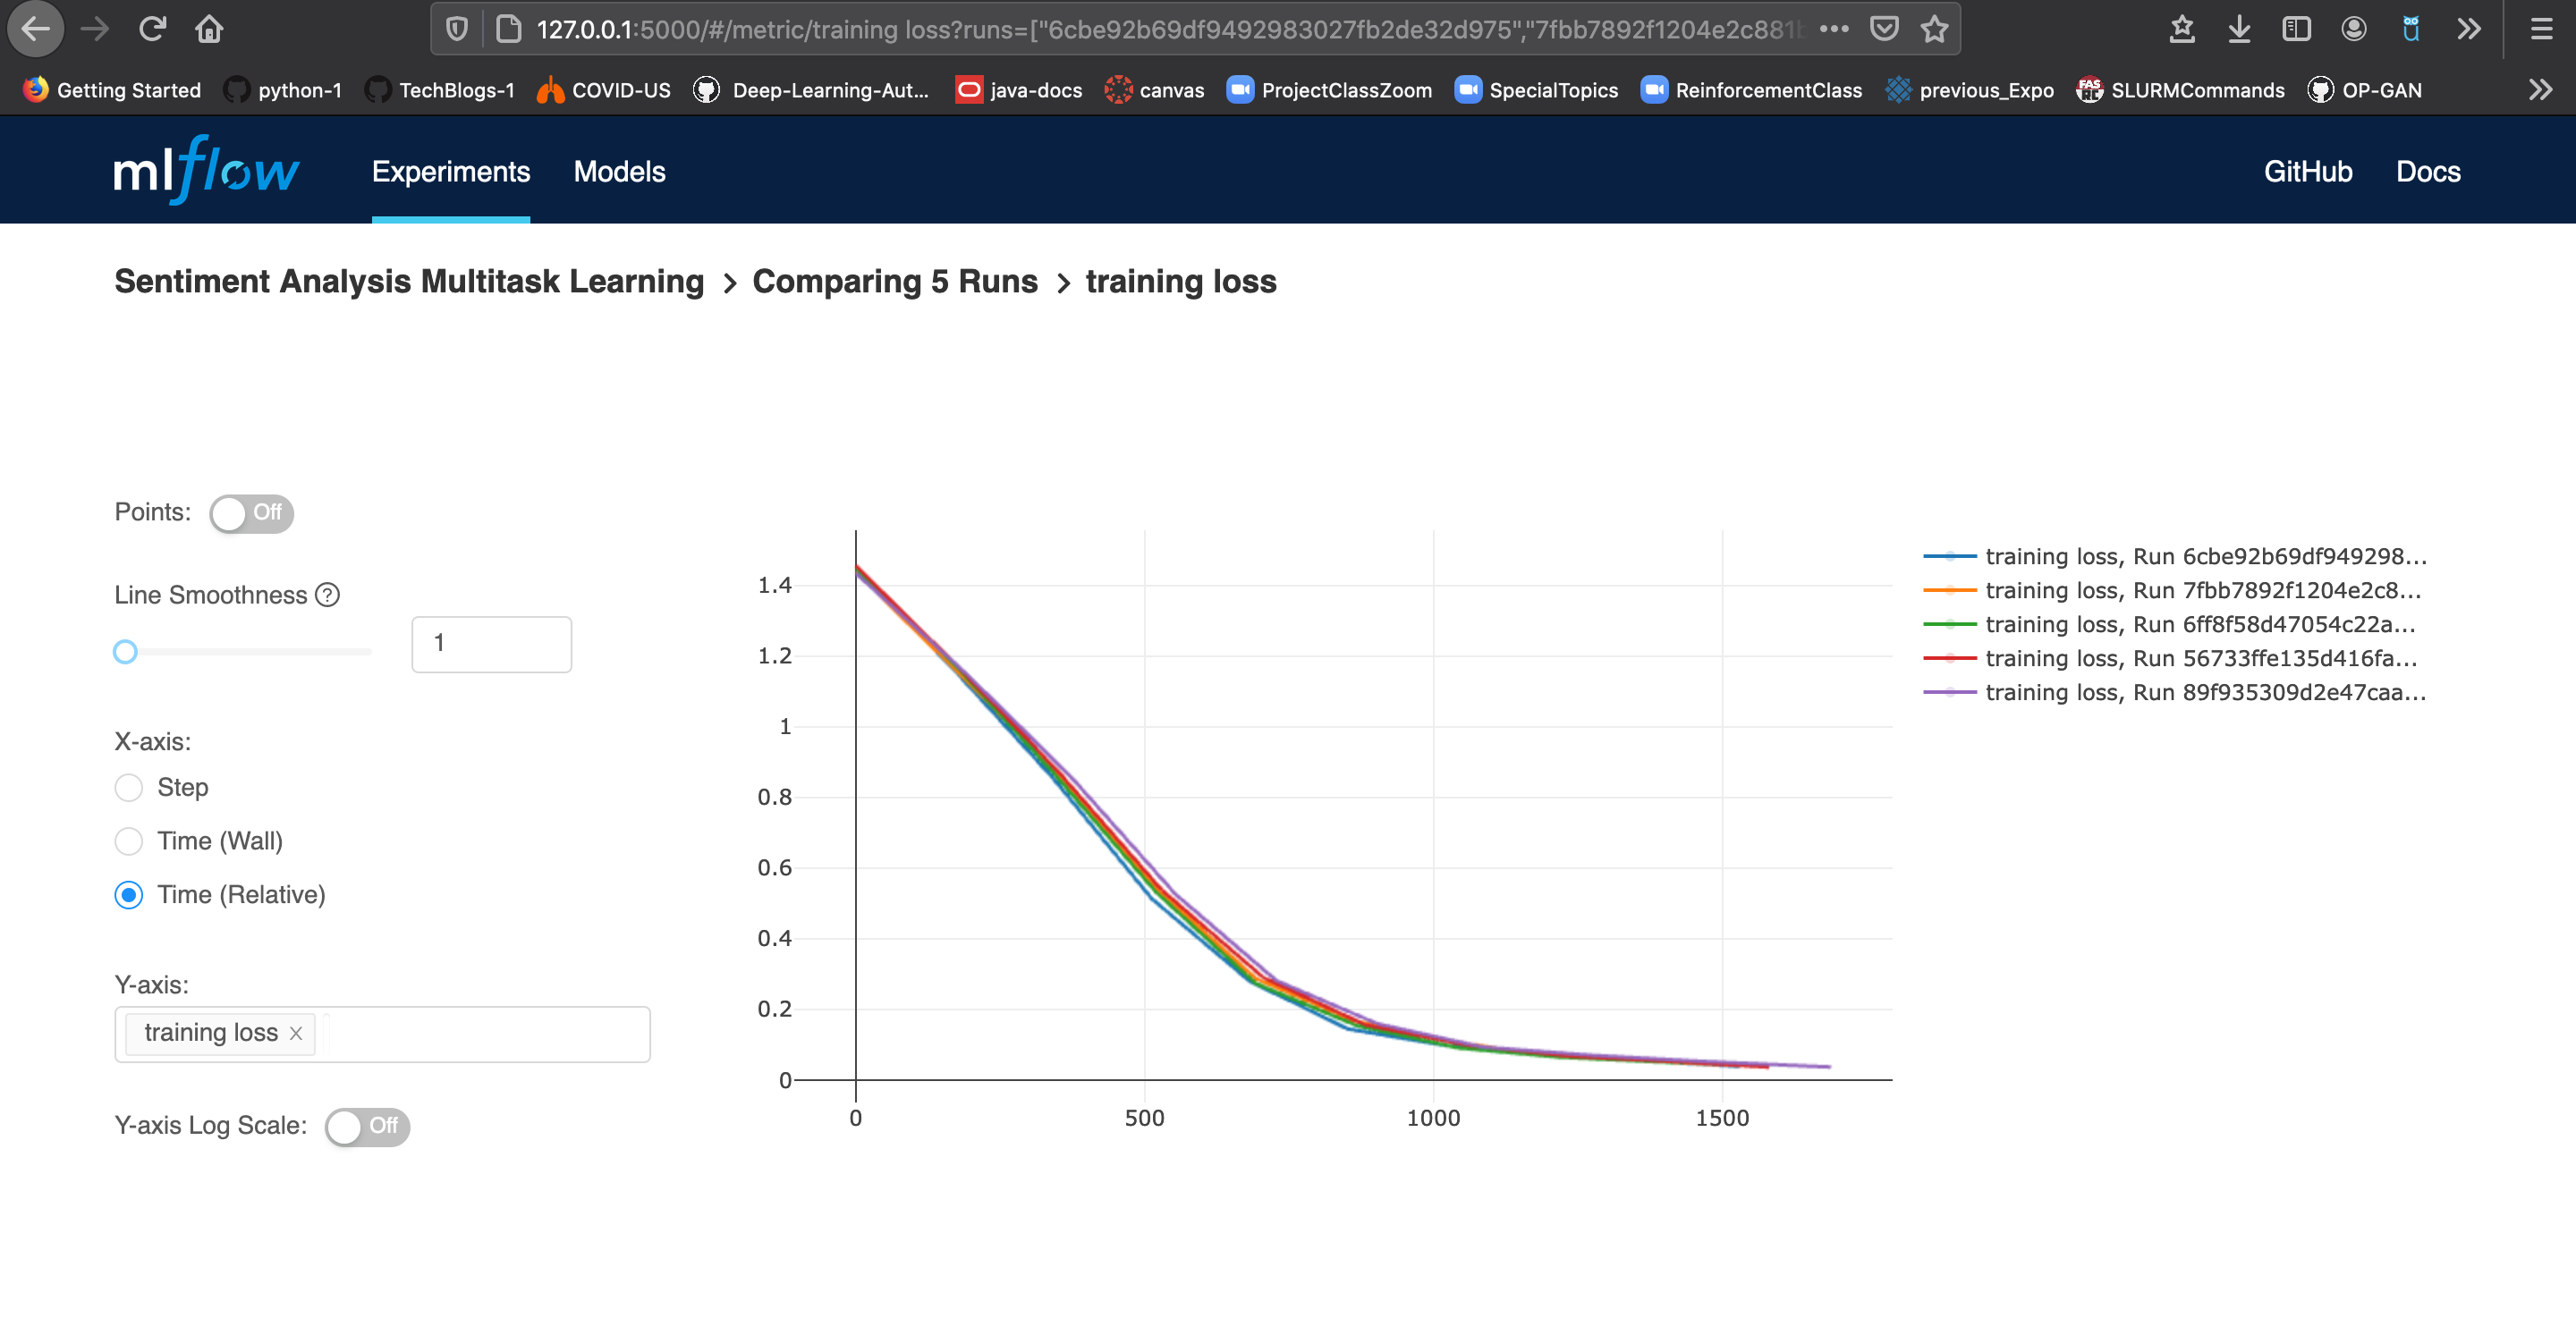 127.0.0.1:5000/#/metric/training loss?runs=["6cbe92b69df9492983027fb2de32d975","7fbb7892f1204e2c881b
Getting Started python-1 TechBlogs-1 COVID-US Deep-Learning-Aut... java-docs canvas ProjectClassZoom SpecialTopics ReinforcementClass previous_Expo SLURMCommands OP-GAN
mlflow Experiments Models GitHub Docs
Sentiment Analysis Multitask Learning > Comparing 5 Runs > training loss
Points: Off
Line Smoothness ?
1
X-axis:
Step
Time (Wall)
Time (Relative)
Y-axis:
training loss ×
Y-axis Log Scale: Off
1.4
1.2
1
0.8
0.6
0.4
0.2
0
0 500 1000 1500
training loss, Run 6cbe92b69df949298...
training loss, Run 7fbb7892f1204e2c8...
training loss, Run 6ff8f58d47054c22a...
training loss, Run 56733ffe135d416fa...
training loss, Run 89f935309d2e47caa...